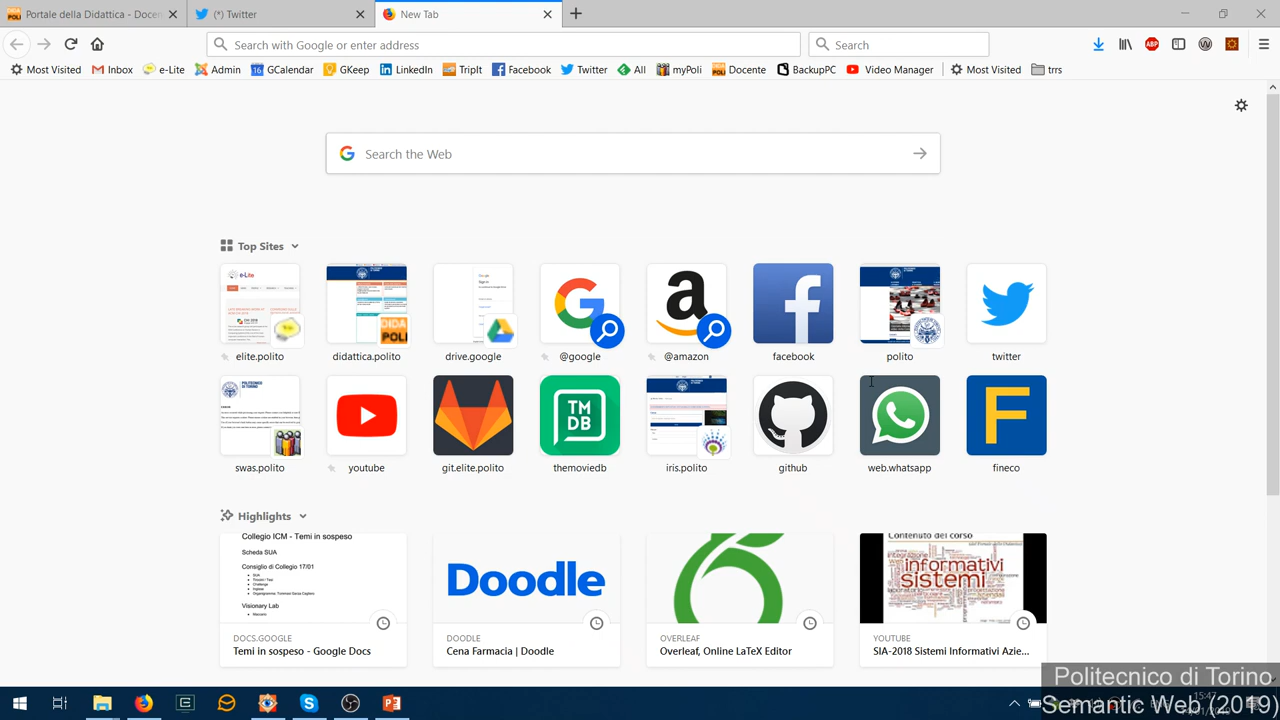 Portale della Didattica - Docen
(*) Twitter
New Tab
Search with Google or enter address
Search
Most Visited
Inbox
e-Lite
Admin
GCalendar
GKeep
LinkedIn
TripIt
Facebook
Twitter
All
myPoli
Docente
BackupPC
Video Manager
Most Visited
trrs
Search the Web
Top Sites
elite.polito
didattica.polito
drive.google
@google
@amazon
facebook
polito
twitter
swas.polito
youtube
git.elite.polito
themoviedb
iris.polito
github
web.whatsapp
fineco
Highlights
Collegio ICM - Temi in sospeso
Scheda SUA
Consiglio di Collegio 17/01
Visionary Lab
DOCS.GOOGLE
Temi in sospeso - Google Docs
Doodle
DOODLE
Cena Farmacia | Doodle
OVERLEAF
Overleaf, Online LaTeX Editor
Contenuto del corso
informativi
sistemi
YOUTUBE
SIA-2018 Sistemi Informativi Azie...
Politecnico di Torino
Semantic Web (2019)